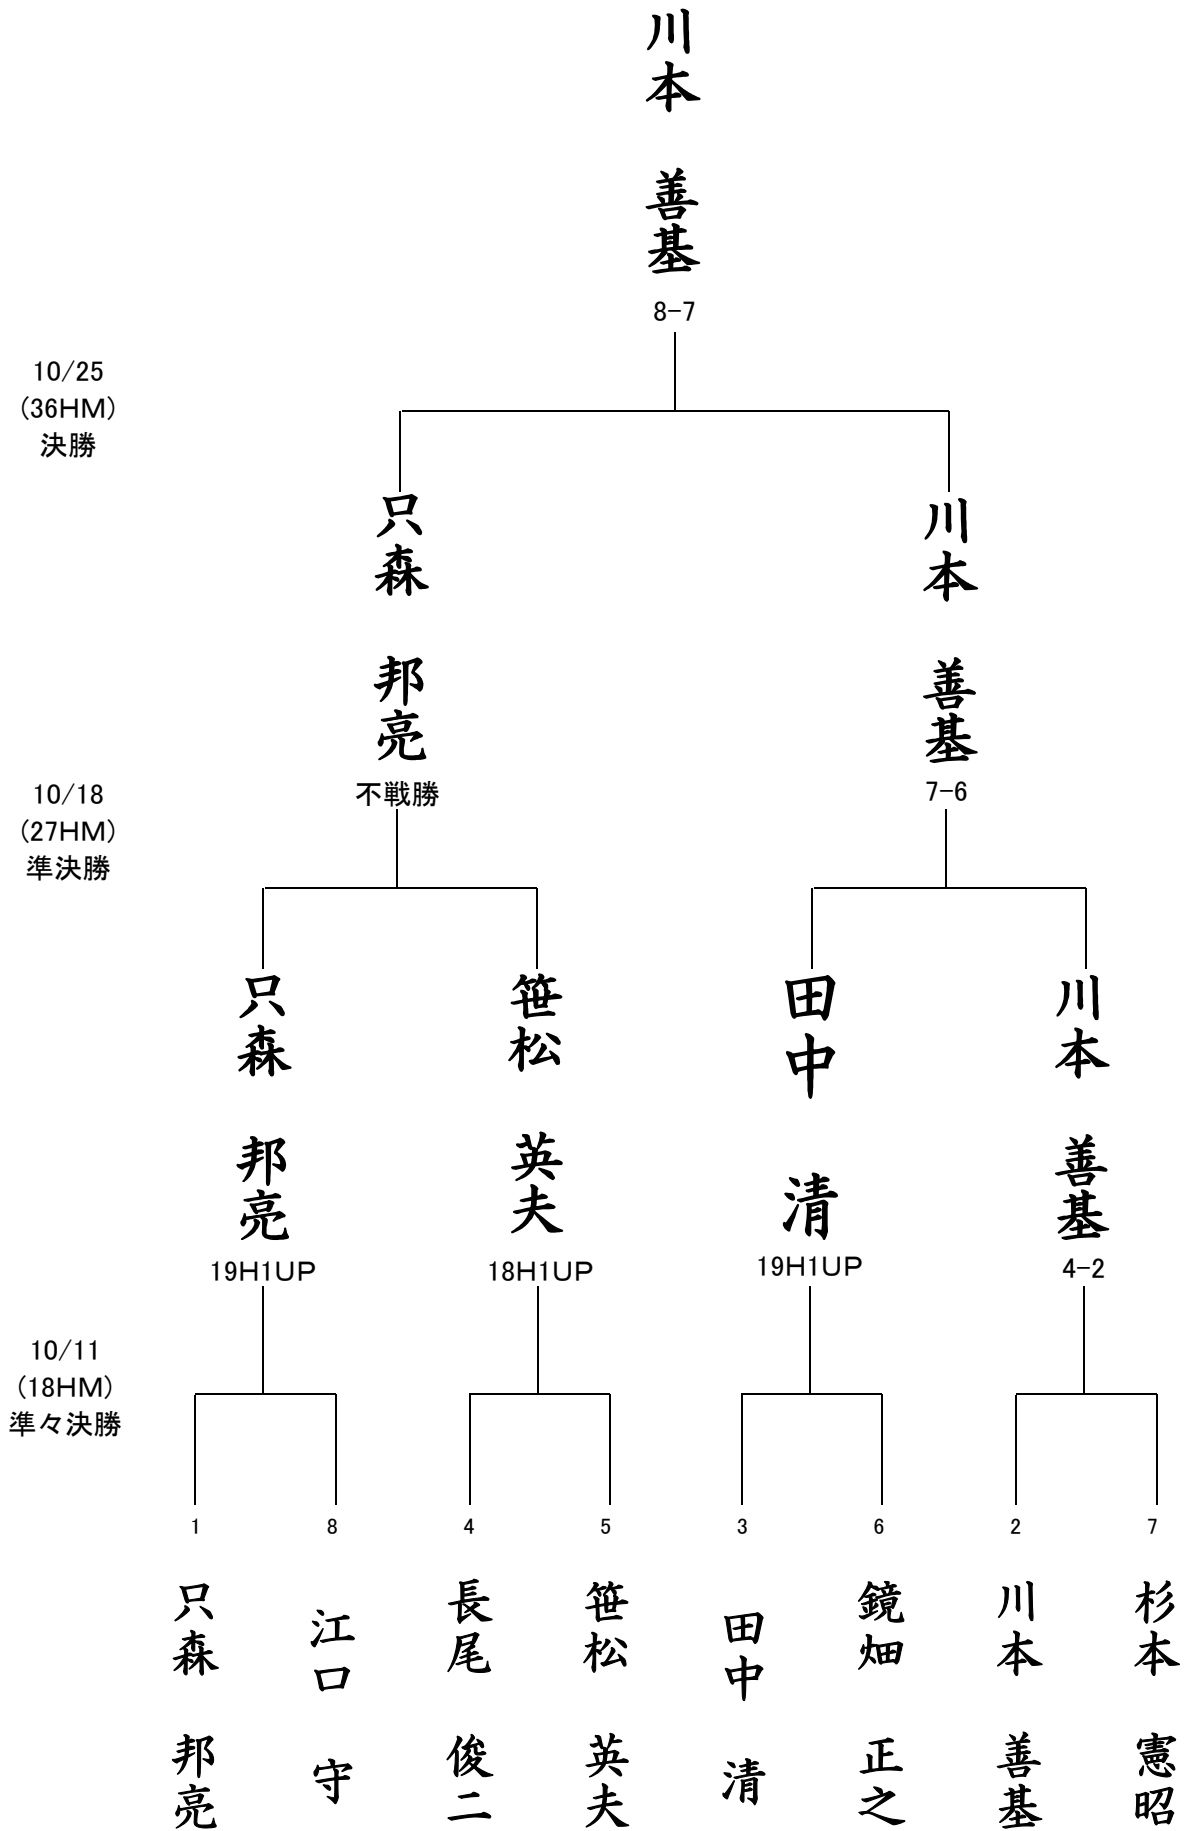 川本 善基
8-7
10/25
(36HM)
決勝
只森 邦亮
川本 善基
不戦勝
7-6
10/18
(27HM)
準決勝
只森 邦亮
笹松 英夫
田中 清
川本 善基
19H1UP
18H1UP
19H1UP
4-2
10/11
(18HM)
準々決勝
1
8
4
5
3
6
2
7
只森 邦亮
江口 守
長尾 俊二
笹松 英夫
田中 清
鏡畑 正之
川本 善基
杉本 憲昭